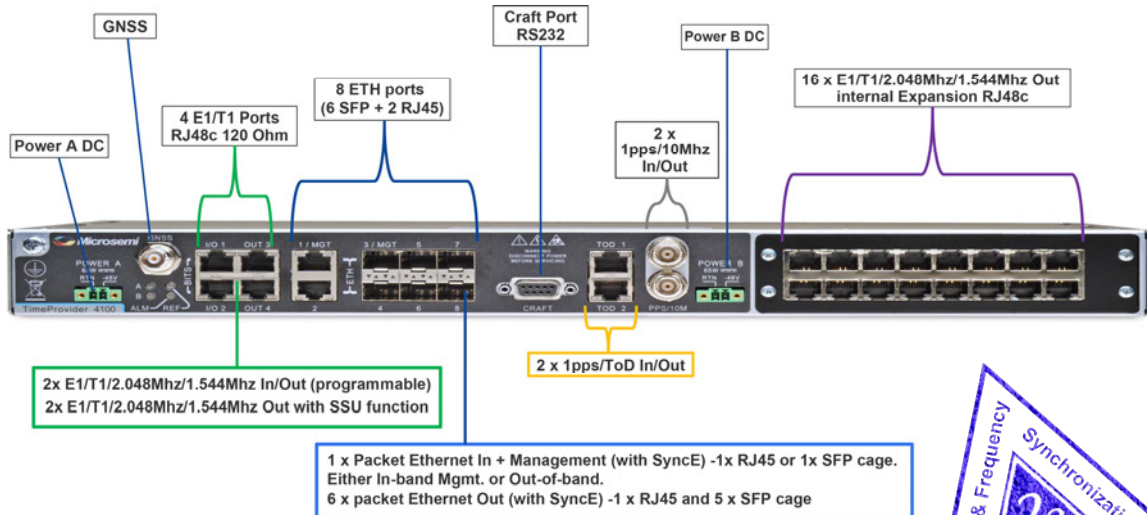 GNSS
Craft Port
RS232
Power B DC
8 ETH ports
(6 SFP + 2 RJ45)
16 x E1/T1/2.048Mhz/1.544Mhz Out
internal Expansion RJ48c
4 E1/T1 Ports
RJ48c 120 Ohm
2 x
1pps/10Mhz
In/Out
Power A DC
Microsemi
GNSS
I/O 1
OUT 3
1 / MGT
3 / MGT
5
7
WARNING
DISCONNECT POWER
BEFORE SERVICING
TOD 1
POWER A
65W
RTN -48V
BITS
ETH
POWER B
65W
RTN -48V
A
B
ALM
REF
TimeProvider 4100
I/O 2
OUT 4
2
4
6
8
CRAFT
TOD 2
PPS/10M
2 x 1pps/ToD In/Out
2x E1/T1/2.048Mhz/1.544Mhz In/Out (programmable)
2x E1/T1/2.048Mhz/1.544Mhz Out with SSU function
1 x Packet Ethernet In + Management (with SyncE) -1x RJ45 or 1x SFP cage.
Either In-band Mgmt. or Out-of-band.
6 x packet Ethernet Out (with SyncE) -1 x RJ45 and 5 x SFP cage
& Frequency